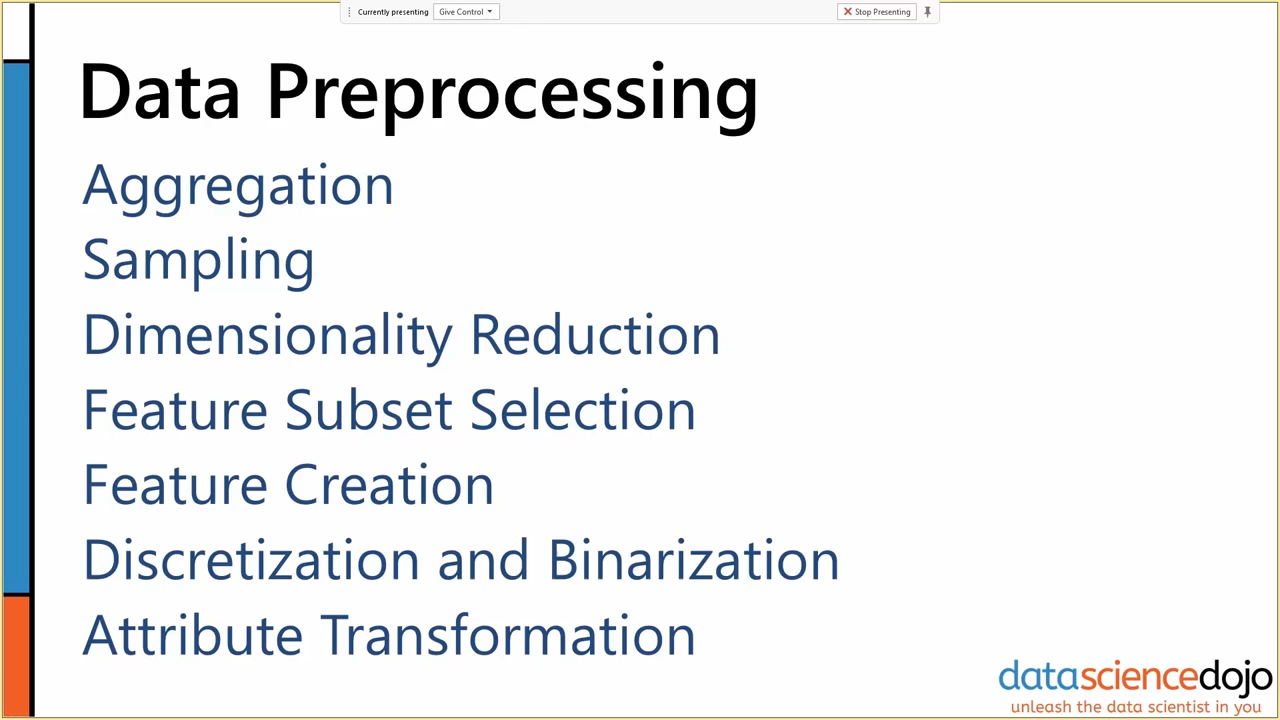 Currently presenting Give Control Stop Presenting
Data Preprocessing
Aggregation
Sampling
Dimensionality Reduction
Feature Subset Selection
Feature Creation
Discretization and Binarization
Attribute Transformation
datasciencedojo
unleash the data scientist in you